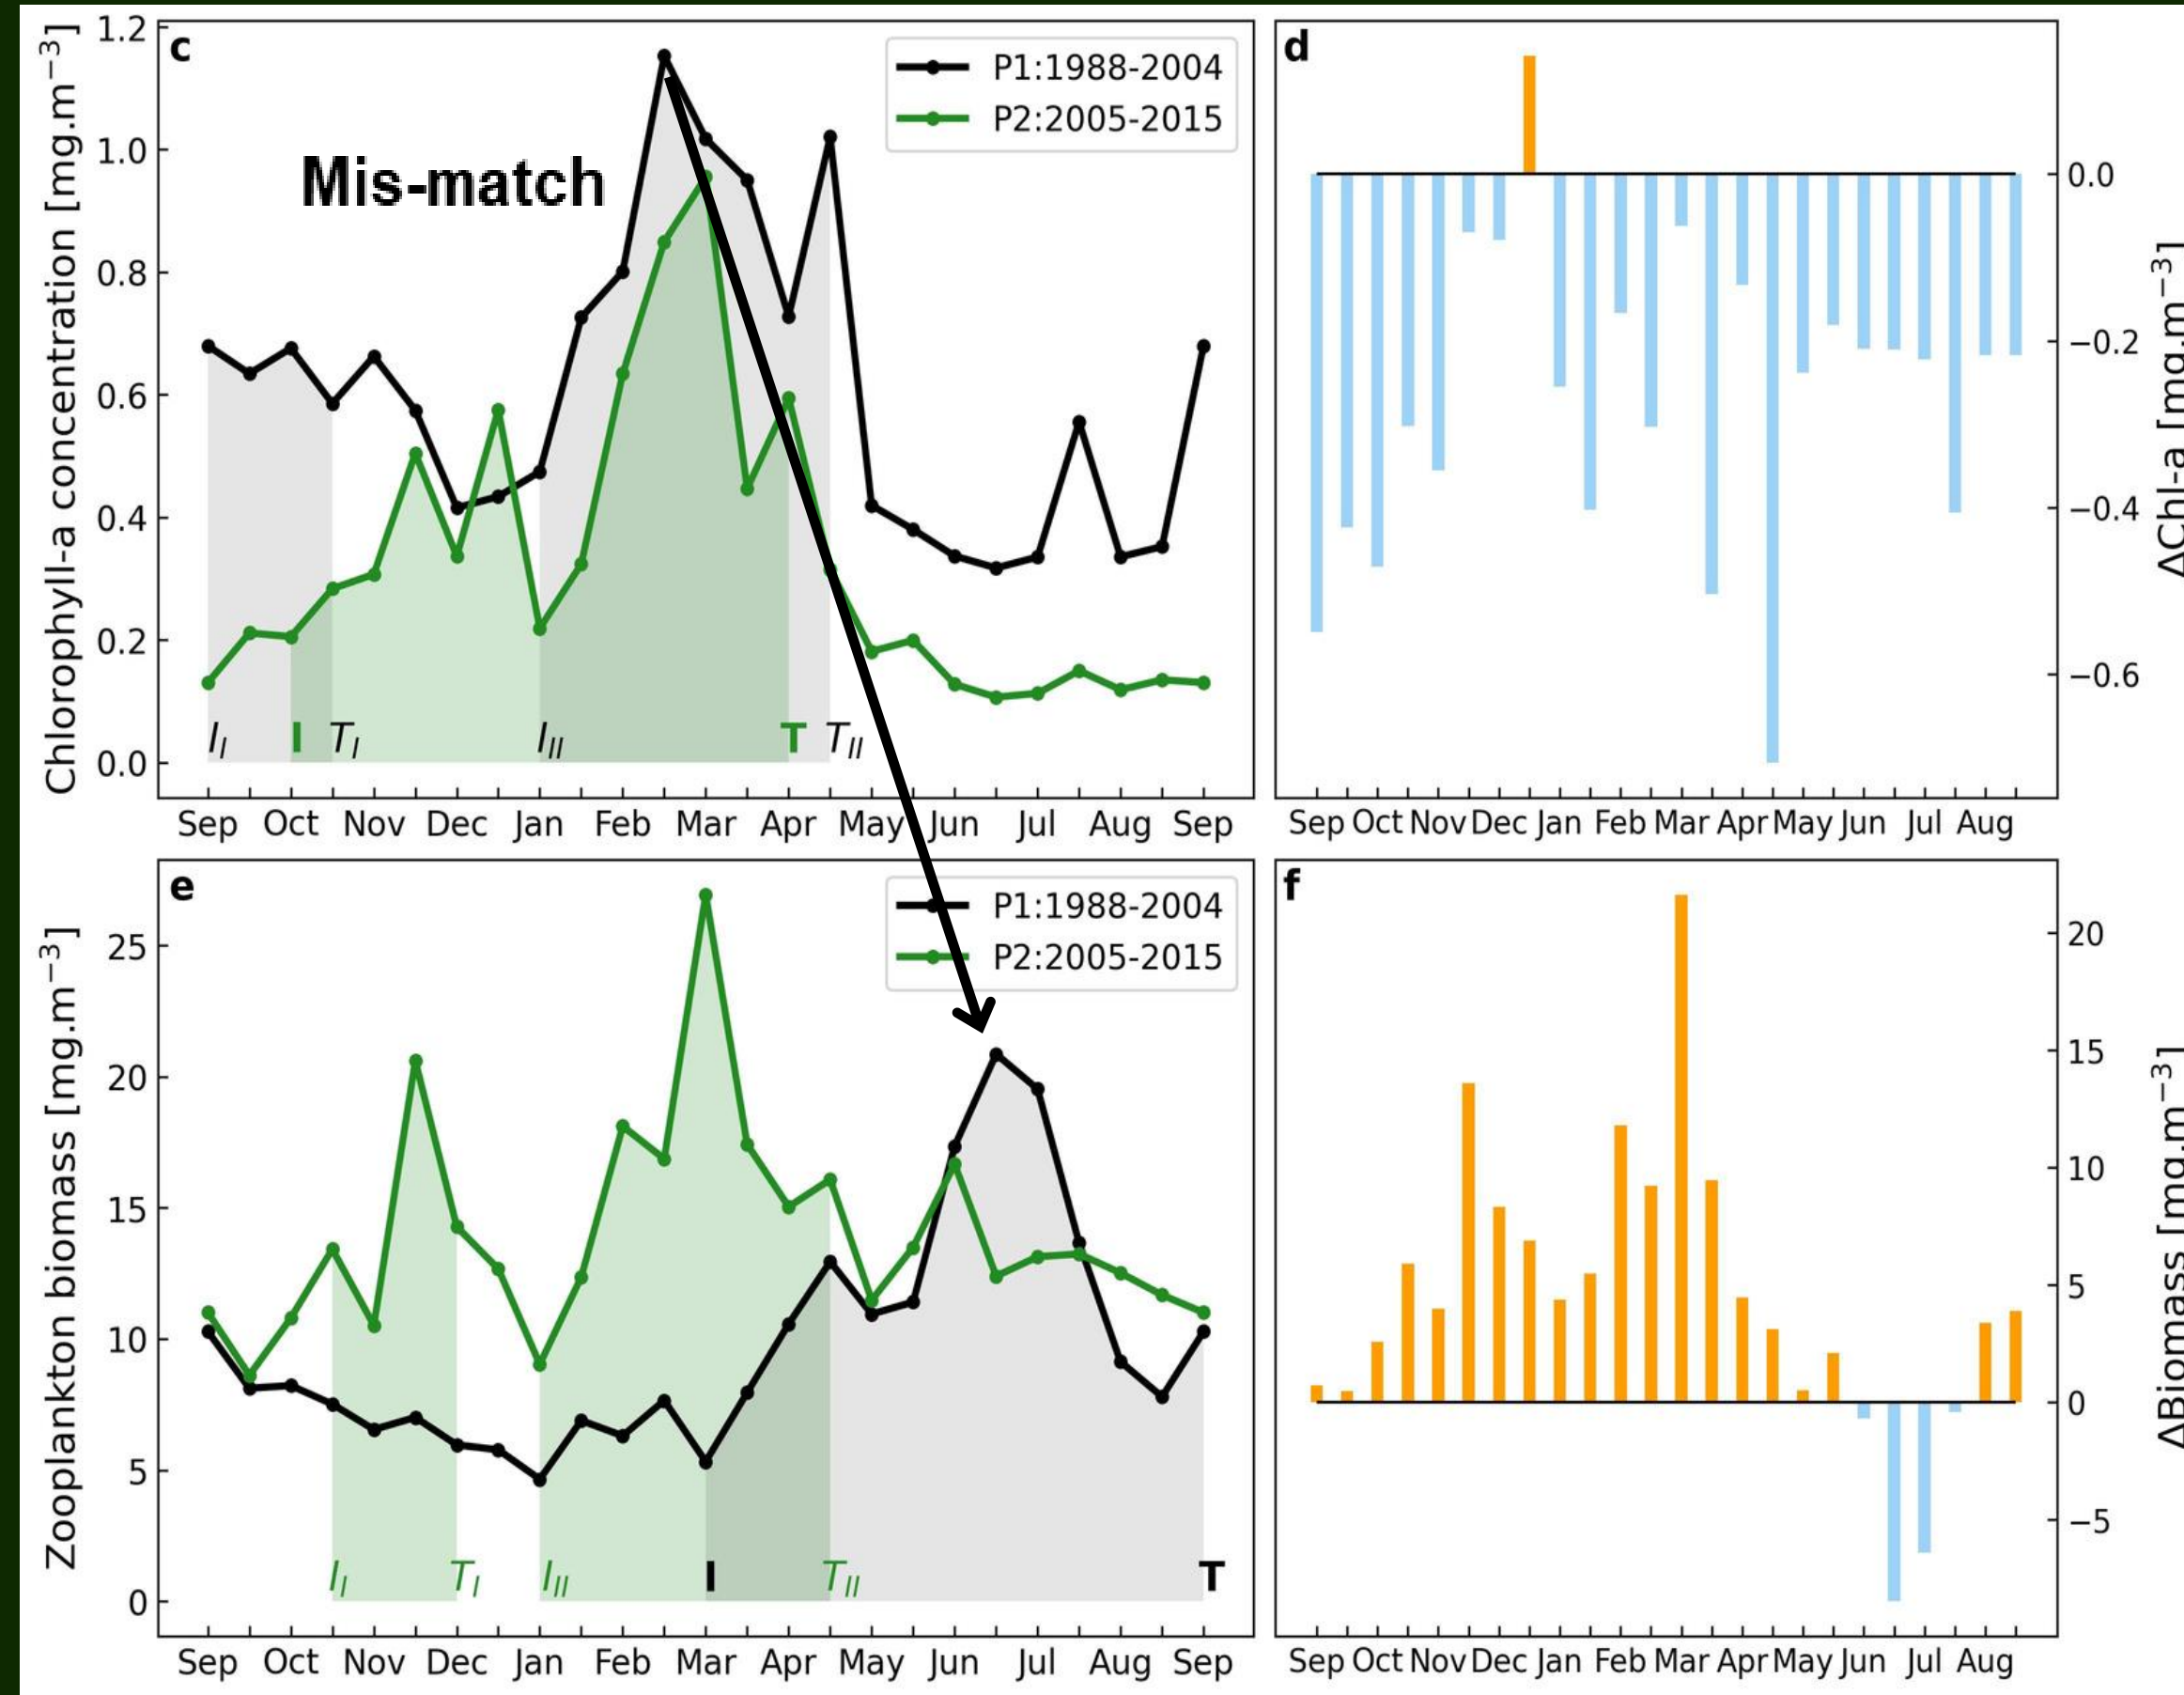 c
Chlorophyll-a concentration [mg.m⁻³]
1.2
1.0
0.8
0.6
0.4
0.2
0.0
P1:1988-2004
P2:2005-2015
Mis-match
I_I
I
T_I
I_II
T
T_II
Sep Oct Nov Dec Jan Feb Mar Apr May Jun Jul Aug Sep
d
0.0
−0.2
−0.4
−0.6
ΔChl-a [mg.m⁻³]
Sep Oct Nov Dec Jan Feb Mar Apr May Jun Jul Aug
e
Zooplankton biomass [mg.m⁻³]
25
20
15
10
5
0
P1:1988-2004
P2:2005-2015
I_I
T_I
I_II
I
T_II
T
Sep Oct Nov Dec Jan Feb Mar Apr May Jun Jul Aug Sep
f
20
15
10
5
0
−5
ΔBiomass [mg.m⁻³]
Sep Oct Nov Dec Jan Feb Mar Apr May Jun Jul Aug